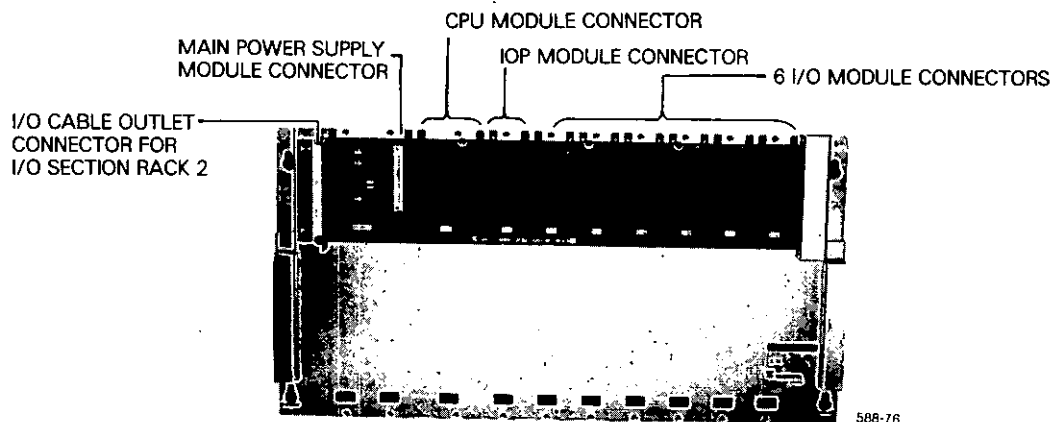 CPU MODULE CONNECTOR
MAIN POWER SUPPLY
MODULE CONNECTOR
IOP MODULE CONNECTOR
6 I/O MODULE CONNECTORS
I/O CABLE OUTLET
CONNECTOR FOR
I/O SECTION RACK 2
588-76